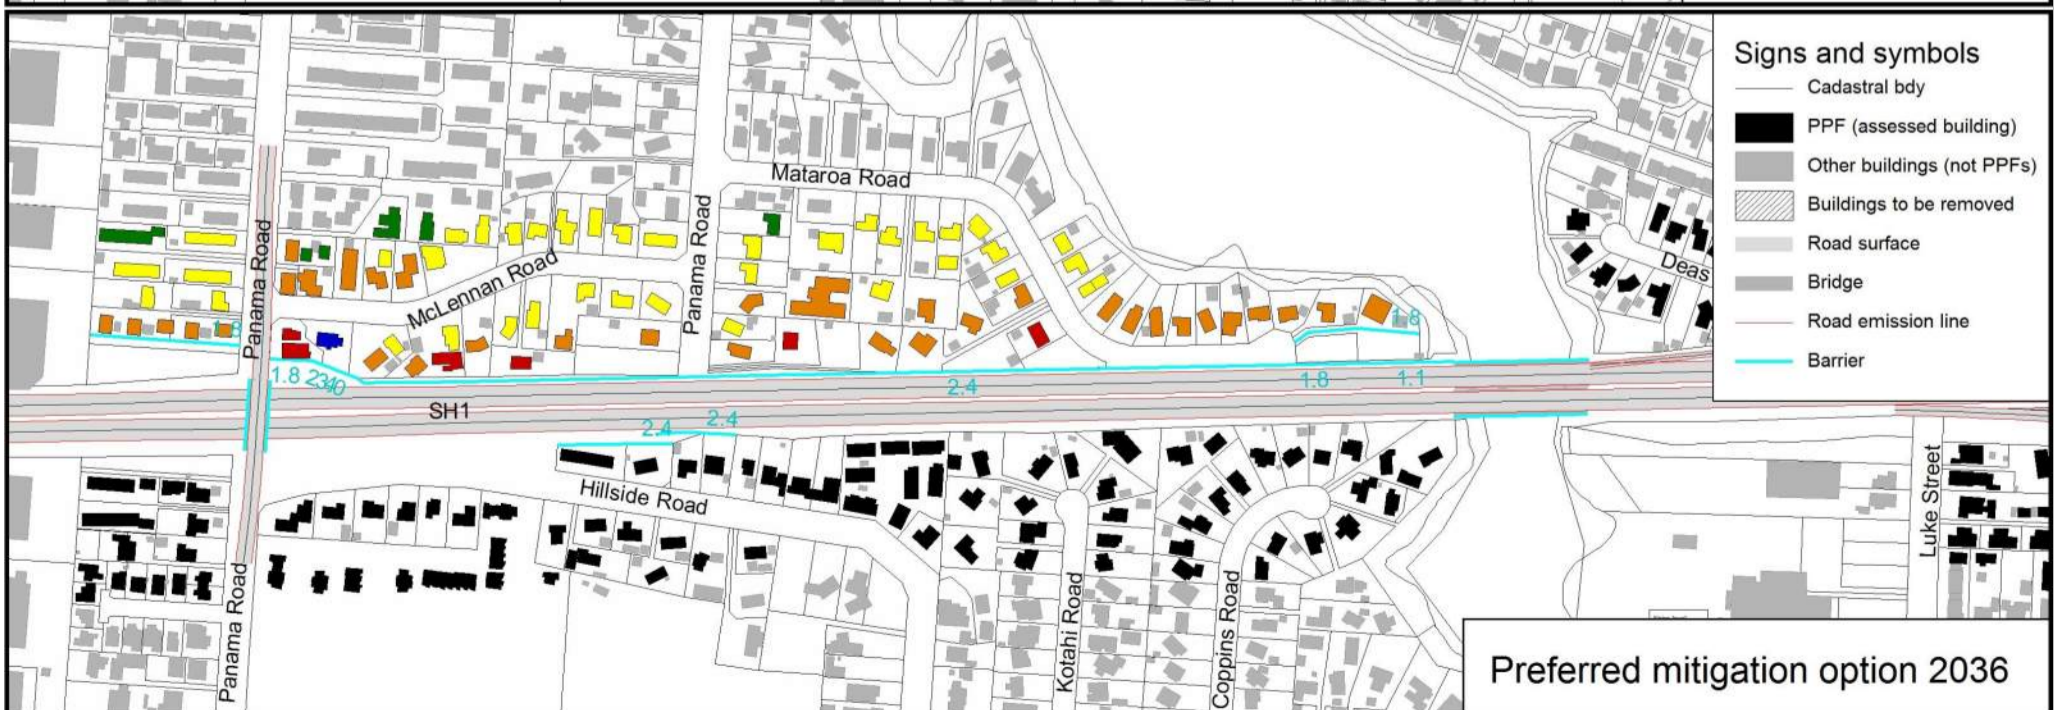 Signs and symbols
Cadastral bdy
PPF (assessed building)
Other buildings (not PPFs)
Buildings to be removed
Road surface
Bridge
Road emission line
Barrier
Mataroa Road
Panama Road
Panama Road
McLennan Road
Deas
1.8
1.8
1.8
2.4
1.8
1.1
SH1
2.4
2.4
Hillside Road
Luke Street
Panama Road
Kotahi Road
Coppins Road
Preferred mitigation option 2036